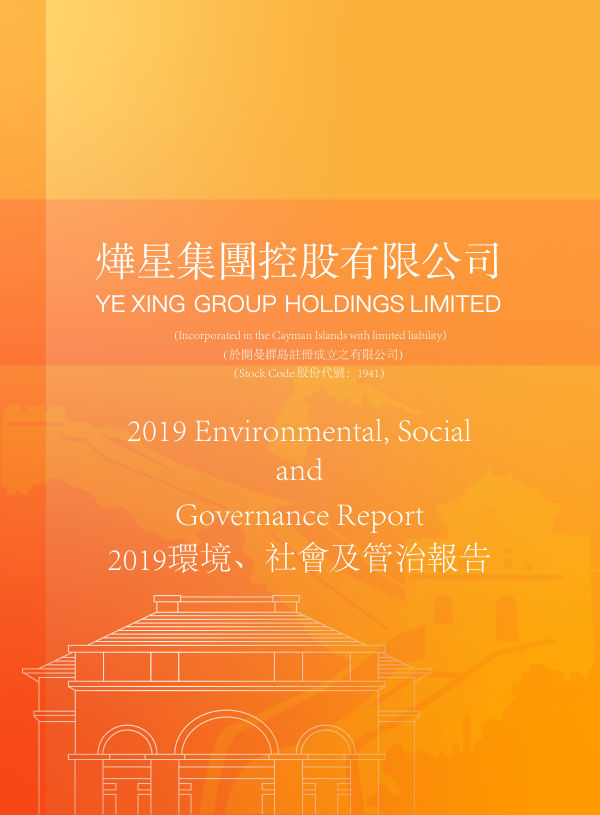 燁星集團控股有限公司
YE XING GROUP HOLDINGS LIMITED
(Incorporated in the Cayman Islands with limited liability)
(於開曼群島註冊成立之有限公司)
(Stock Code 股份代號：1941)
2019 Environmental, Social
and
Governance Report
2019環境、社會及管治報告